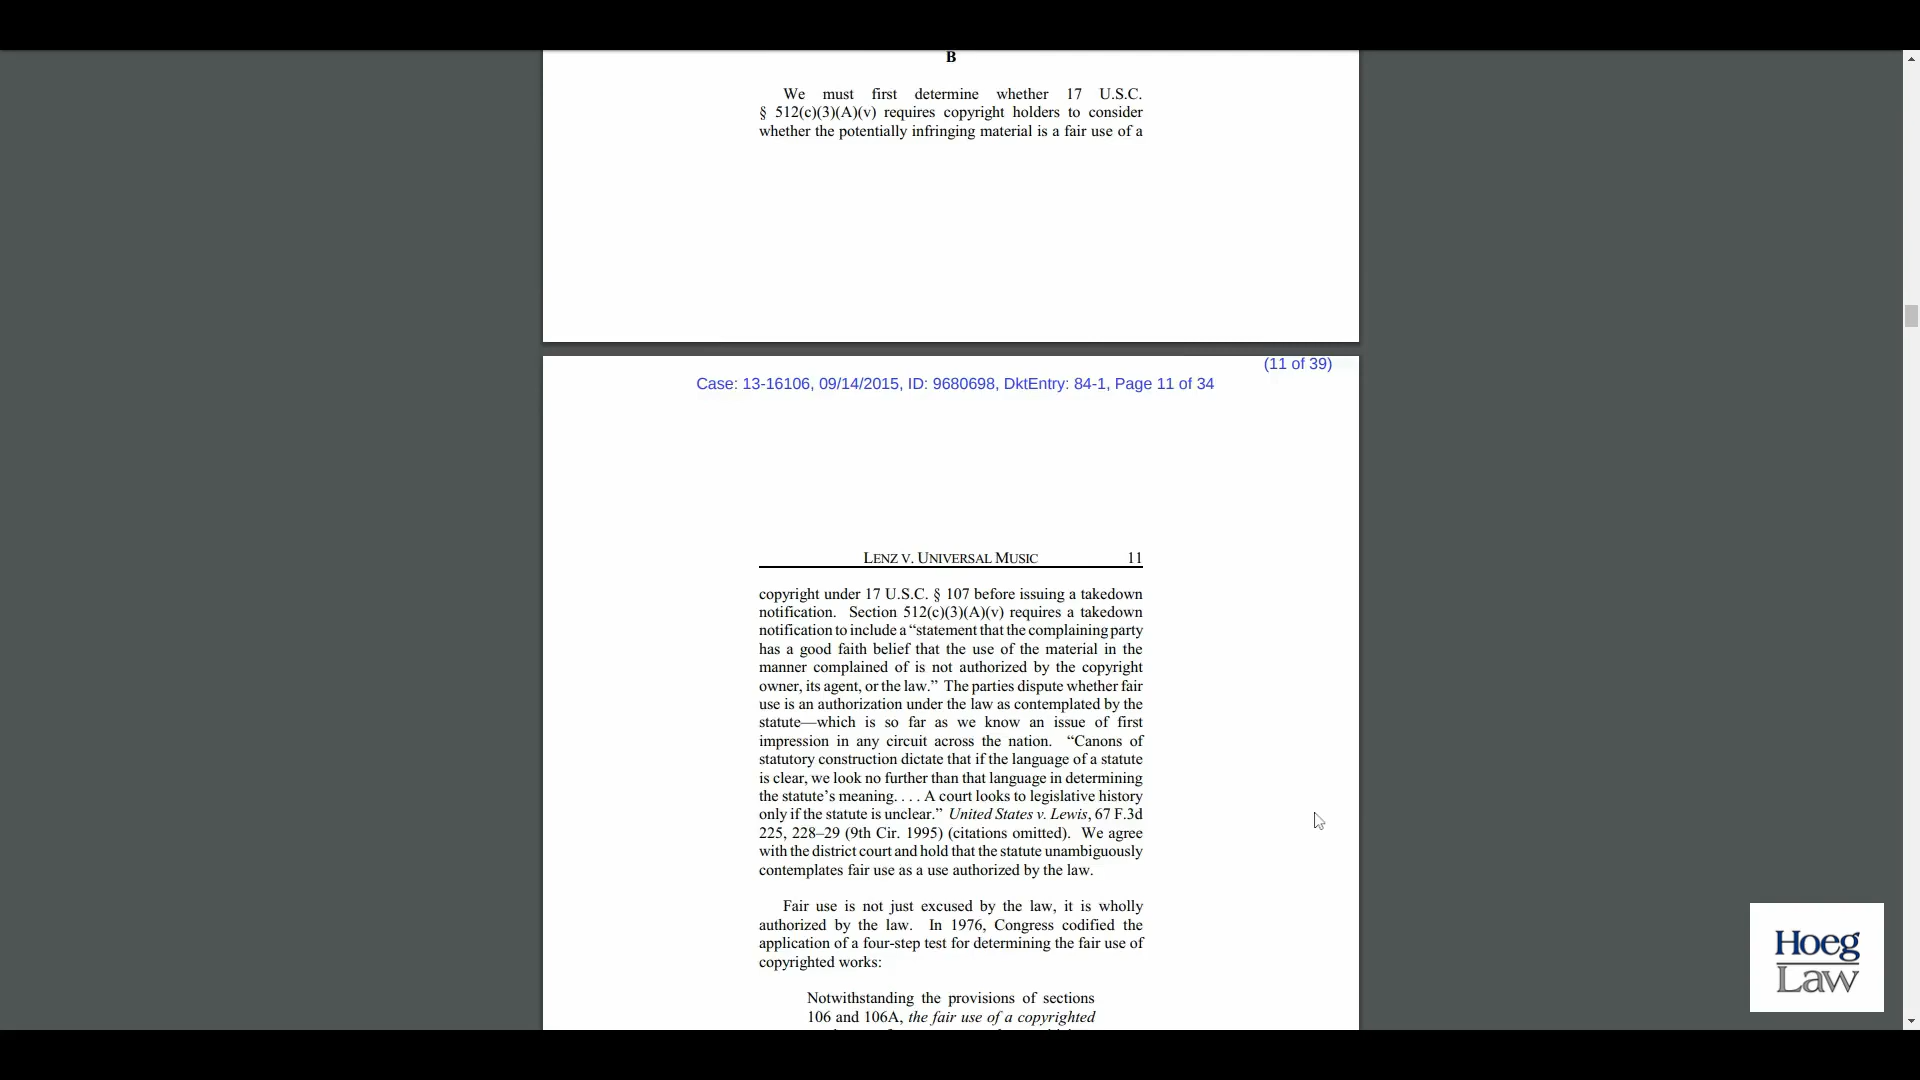 B
We must first determine whether 17 U.S.C.
§ 512(c)(3)(A)(v) requires copyright holders to consider
whether the potentially infringing material is a fair use of a
(11 of 39)
Case: 13-16106, 09/14/2015, ID: 9680698, DktEntry: 84-1, Page 11 of 34
LENZ V. UNIVERSAL MUSIC 11
copyright under 17 U.S.C. § 107 before issuing a takedown
notification. Section 512(c)(3)(A)(v) requires a takedown
notification to include a “statement that the complaining party
has a good faith belief that the use of the material in the
manner complained of is not authorized by the copyright
owner, its agent, or the law.” The parties dispute whether fair
use is an authorization under the law as contemplated by the
statute—which is so far as we know an issue of first
impression in any circuit across the nation. “Canons of
statutory construction dictate that if the language of a statute
is clear, we look no further than that language in determining
the statute’s meaning. . . . A court looks to legislative history
only if the statute is unclear.” United States v. Lewis, 67 F.3d
225, 228–29 (9th Cir. 1995) (citations omitted). We agree
with the district court and hold that the statute unambiguously
contemplates fair use as a use authorized by the law.
Fair use is not just excused by the law, it is wholly
authorized by the law. In 1976, Congress codified the
application of a four-step test for determining the fair use of
copyrighted works:
Notwithstanding the provisions of sections
106 and 106A, the fair use of a copyrighted
Hoeg
Law